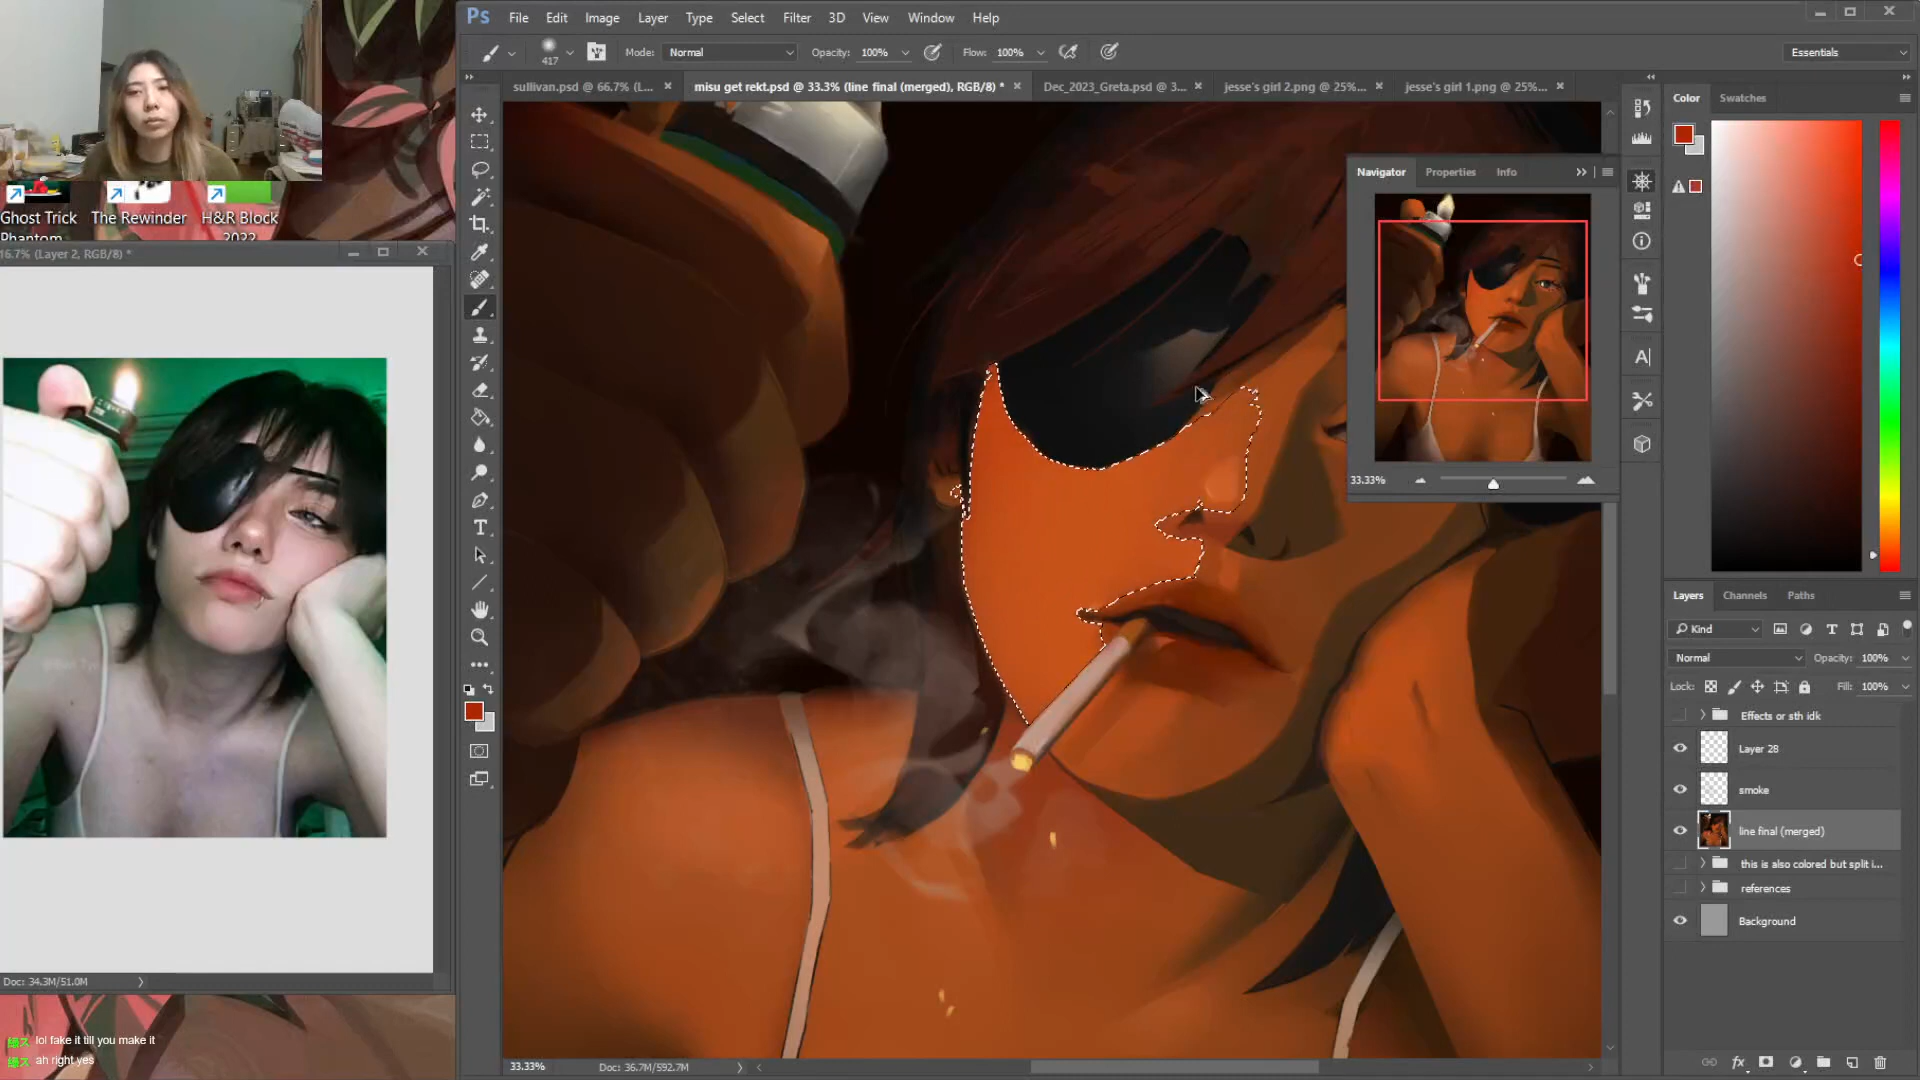 Ps File Edit Image Layer Type Select Filter 3D View Window Help
417 Mode: Normal Opacity: 100% Flow: 100% Essentials
sullivan.psd @ 66.7% (L... × misu get rekt.psd @ 33.3% (line final (merged), RGB/8) * × Dec_2023_Greta.psd @ 3... × jesse's girl 2.png @ 25%... × jesse's girl 1.png @ 25%... ×
Color Swatches
Navigator Properties Info
33.33%
Ghost Trick The Rewinder H&R Block
Phantom 2022
16.7% (Layer 2, RGB/8) *
Doc: 34.3M/51.0M
lol fake it till you make it
ah right yes
Layers Channels Paths
Kind
Normal Opacity: 100%
Lock: Fill: 100%
Effects or sth idk
Layer 28
smoke
line final (merged)
this is also colored but split i...
references
Background
fx
33.33% Doc: 36.7M/592.7M